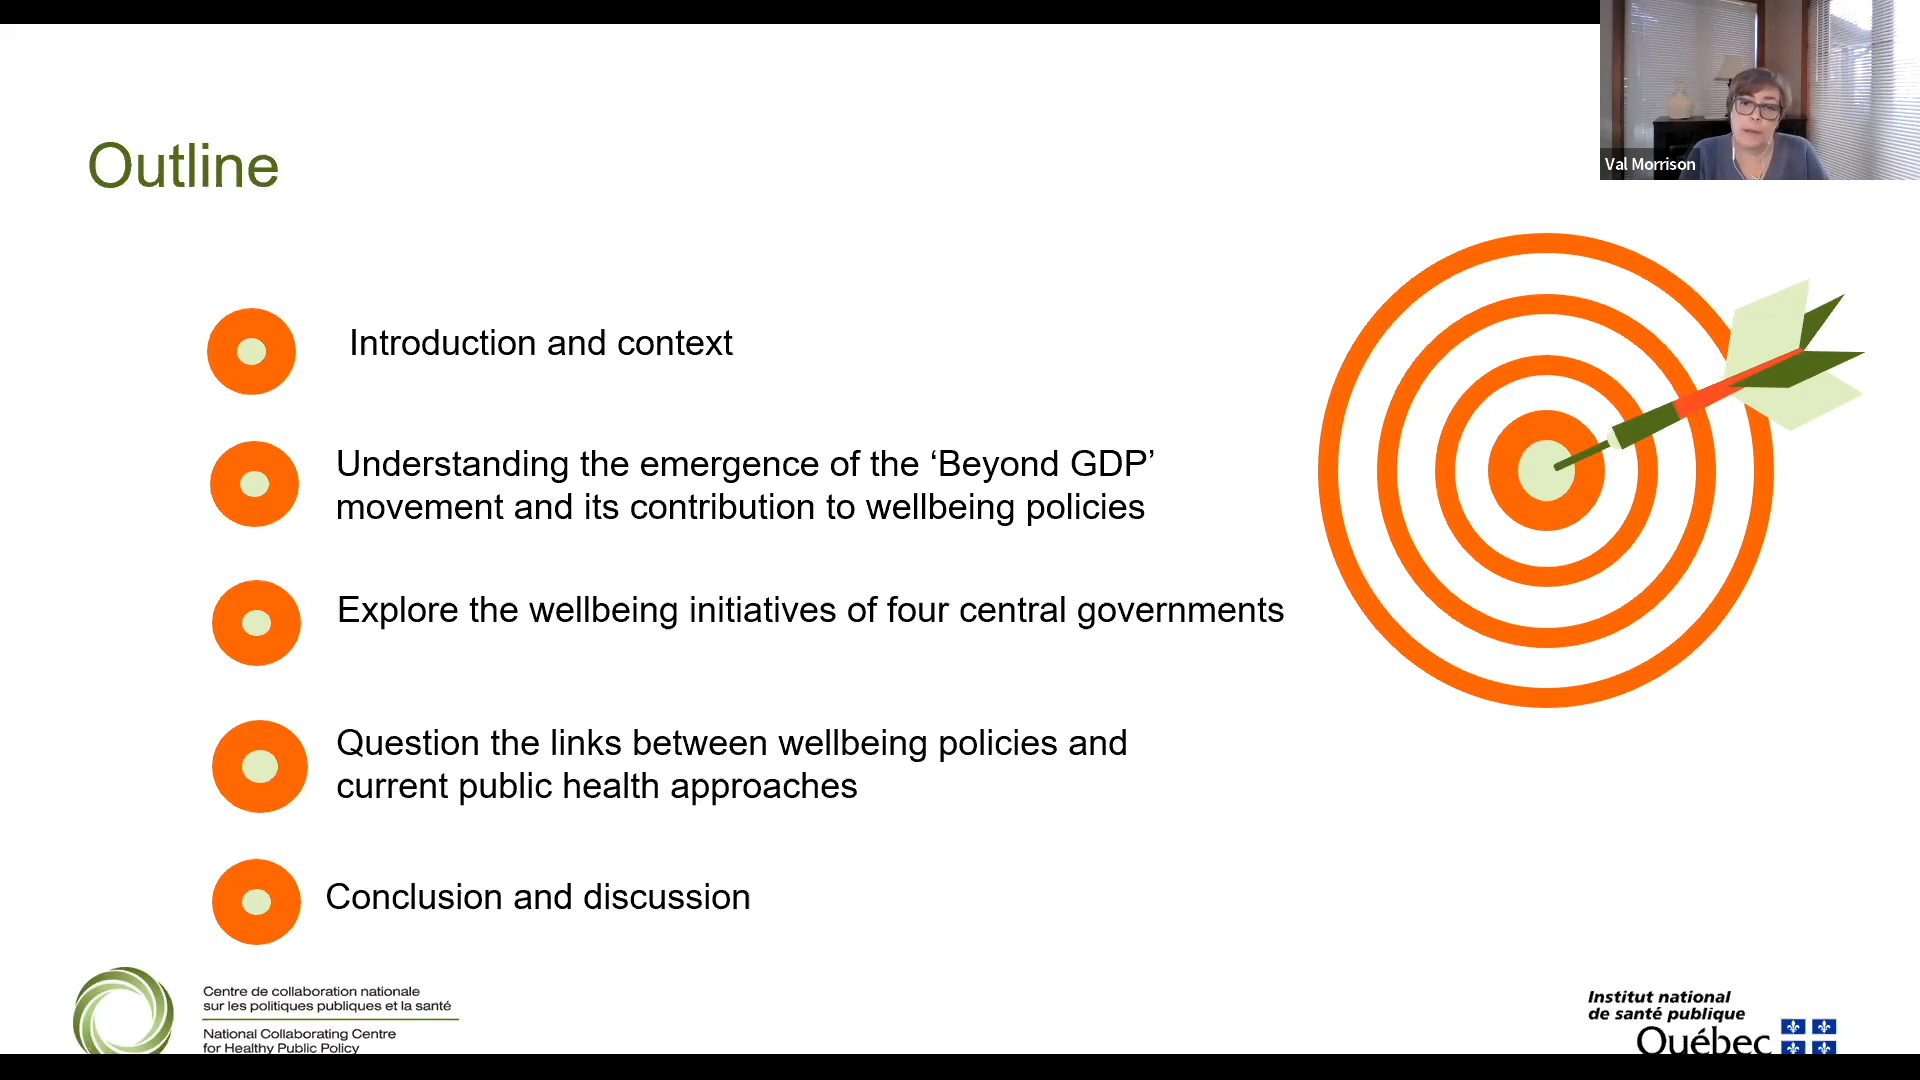 Val Morrison
Outline
Introduction and context
Understanding the emergence of the ‘Beyond GDP’
movement and its contribution to wellbeing policies
Explore the wellbeing initiatives of four central governments
Question the links between wellbeing policies and
current public health approaches
Conclusion and discussion
Centre de collaboration nationale
sur les politiques publiques et la santé
National Collaborating Centre
for Healthy Public Policy
Institut national
de santé publique
Québec